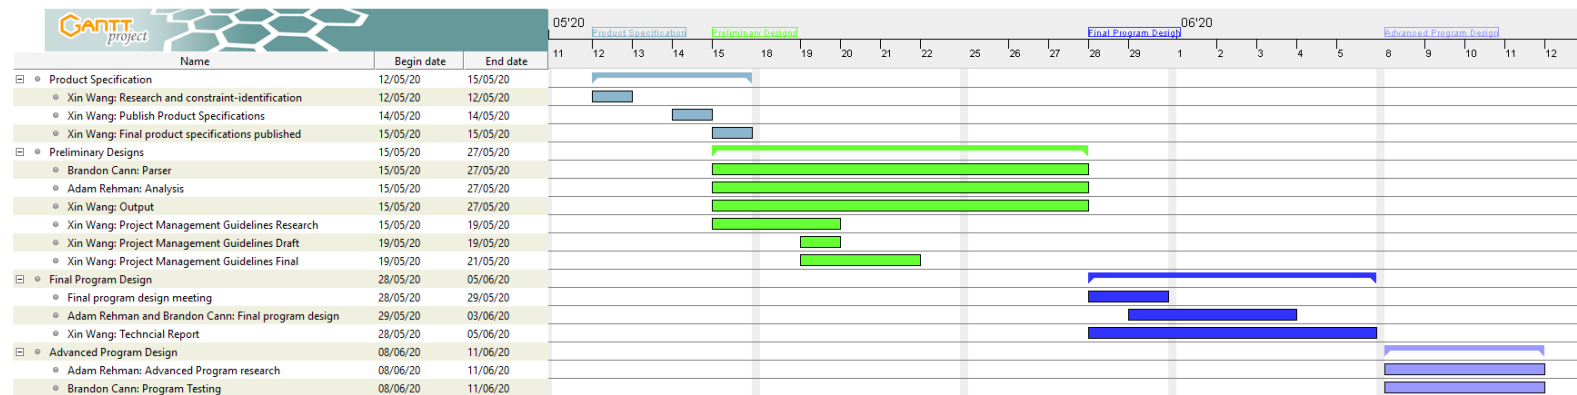 GANTT project
05'20 06'20
Product Specification Preliminary Designs Final Program Design Advanced Program Design
11 12 13 14 15 18 19 20 21 22 25 26 27 28 29 1 2 3 4 5 8 9 10 11 12
Name Begin date End date
Product Specification 12/05/20 15/05/20
Xin Wang: Research and constraint-identification 12/05/20 12/05/20
Xin Wang: Publish Product Specifications 14/05/20 14/05/20
Xin Wang: Final product specifications published 15/05/20 15/05/20
Preliminary Designs 15/05/20 27/05/20
Brandon Cann: Parser 15/05/20 27/05/20
Adam Rehman: Analysis 15/05/20 27/05/20
Xin Wang: Output 15/05/20 27/05/20
Xin Wang: Project Management Guidelines Research 15/05/20 19/05/20
Xin Wang: Project Management Guidelines Draft 19/05/20 19/05/20
Xin Wang: Project Management Guidelines Final 19/05/20 21/05/20
Final Program Design 28/05/20 05/06/20
Final program design meeting 28/05/20 29/05/20
Adam Rehman and Brandon Cann: Final program design 29/05/20 03/06/20
Xin Wang: Techncial Report 28/05/20 05/06/20
Advanced Program Design 08/06/20 11/06/20
Adam Rehman: Advanced Program research 08/06/20 11/06/20
Brandon Cann: Program Testing 08/06/20 11/06/20